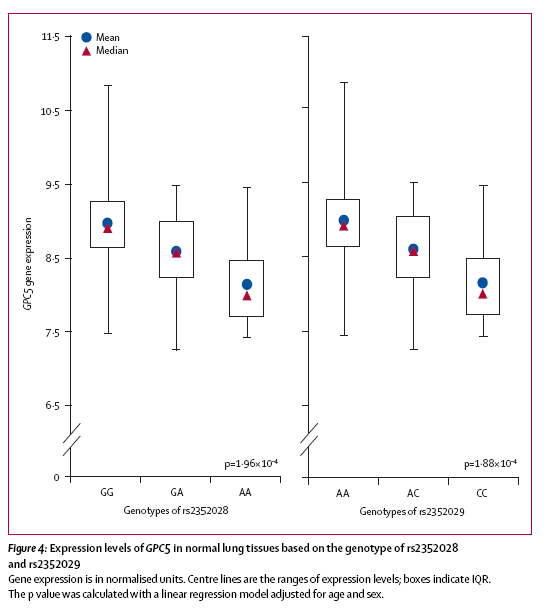 11·5
Mean
Median
10·5
9·5
8·5
7·5
6·5
0
GPC5 gene expression
p=1·96×10⁻⁴
p=1·88×10⁻⁴
GG GA AA
AA AC CC
Genotypes of rs2352028
Genotypes of rs2352029
Figure 4: Expression levels of GPC5 in normal lung tissues based on the genotype of rs2352028
and rs2352029
Gene expression is in normalised units. Centre lines are the ranges of expression levels; boxes indicate IQR.
The p value was calculated with a linear regression model adjusted for age and sex.